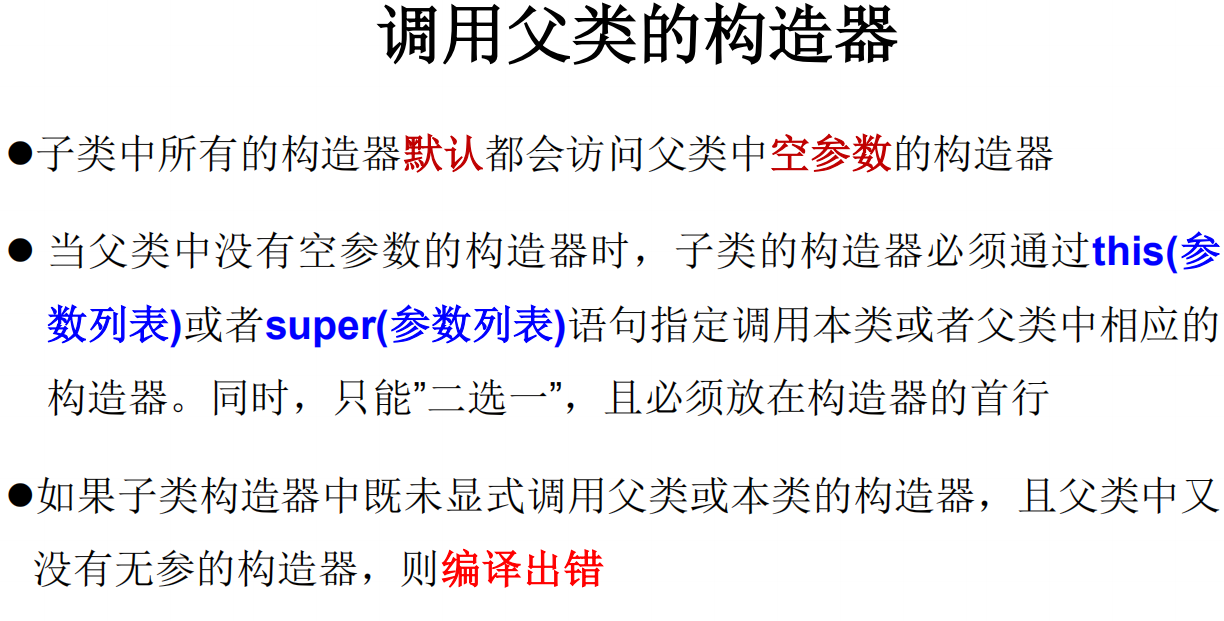 调用父类的构造器
●子类中所有的构造器默认都会访问父类中空参数的构造器
● 当父类中没有空参数的构造器时，子类的构造器必须通过this(参
数列表)或者super(参数列表)语句指定调用本类或者父类中相应的
构造器。同时，只能”二选一”，且必须放在构造器的首行
●如果子类构造器中既未显式调用父类或本类的构造器，且父类中又
没有无参的构造器，则编译出错